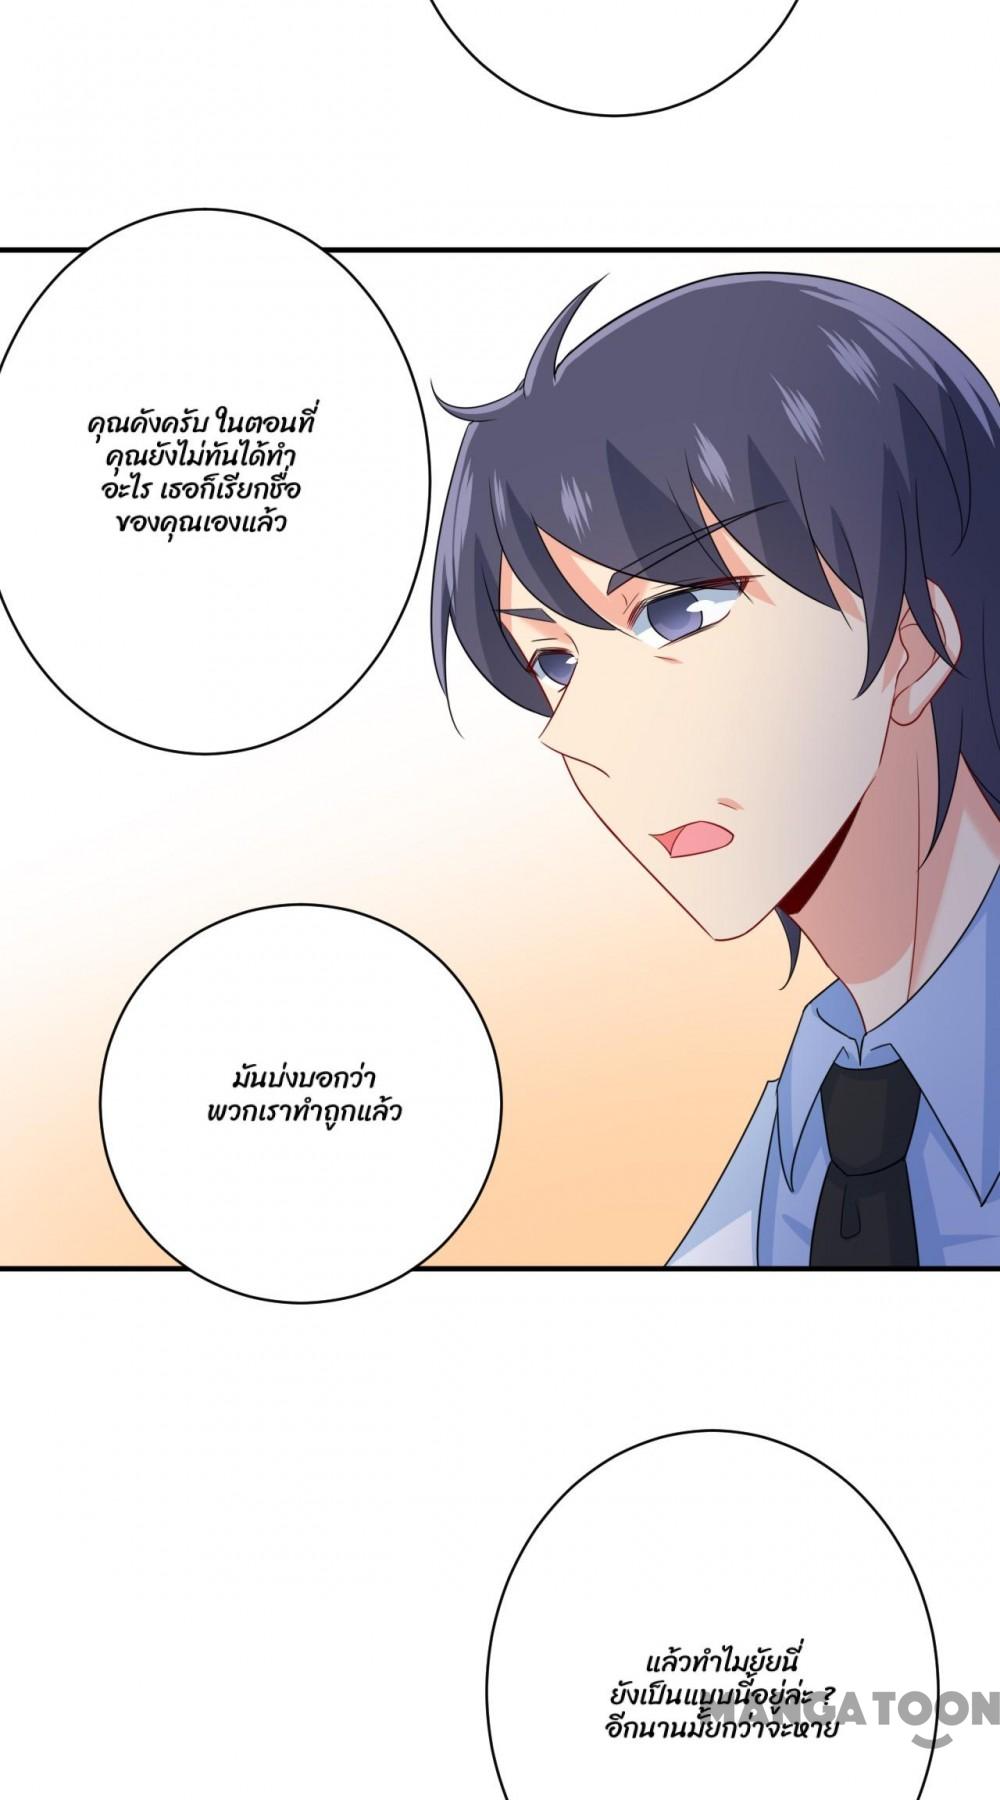 คุณคังครับ ในตอนที่
คุณยังไม่ทันได้ทำ
อะไร เธอก็เรียกชื่อ
ของคุณเองแล้ว
มันบ่งบอกว่า
พวกเราทำถูกแล้ว
แล้วทำไมยัยนี่
ยังเป็นแบบนี้อยู่ล่ะ ?
อีกนานมั้ยกว่าจะหาย
MANGATOON